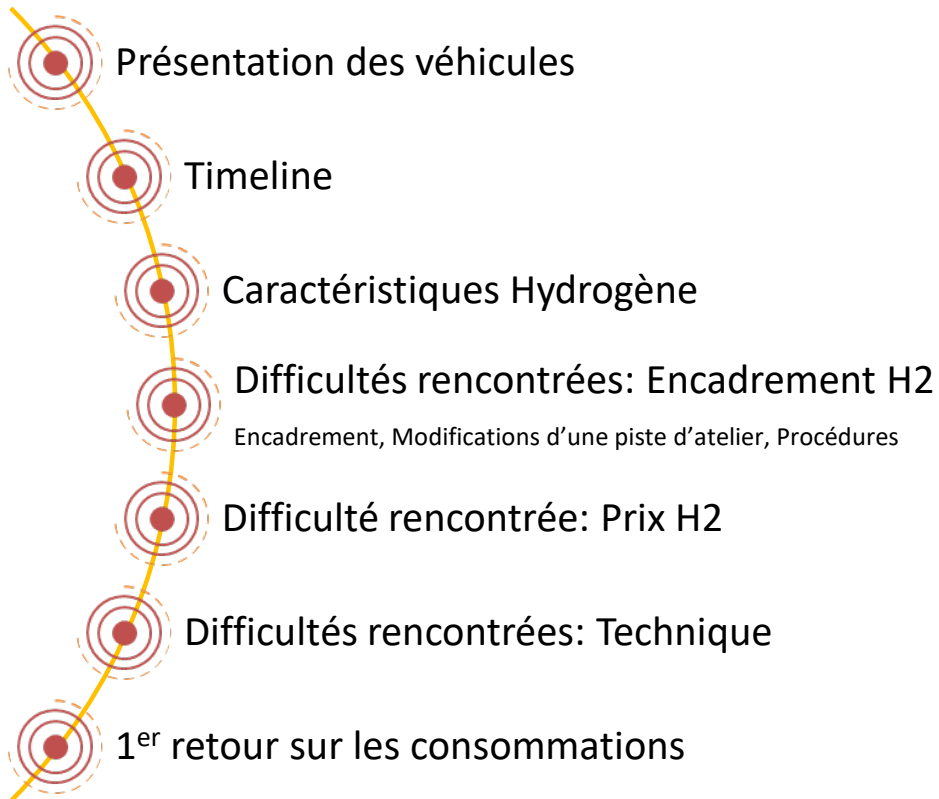 Présentation des véhicules
Timeline
Caractéristiques Hydrogène
Difficultés rencontrées: Encadrement H2
Encadrement, Modifications d’une piste d’atelier, Procédures
Difficulté rencontrée: Prix H2
Difficultés rencontrées: Technique
1er retour sur les consommations